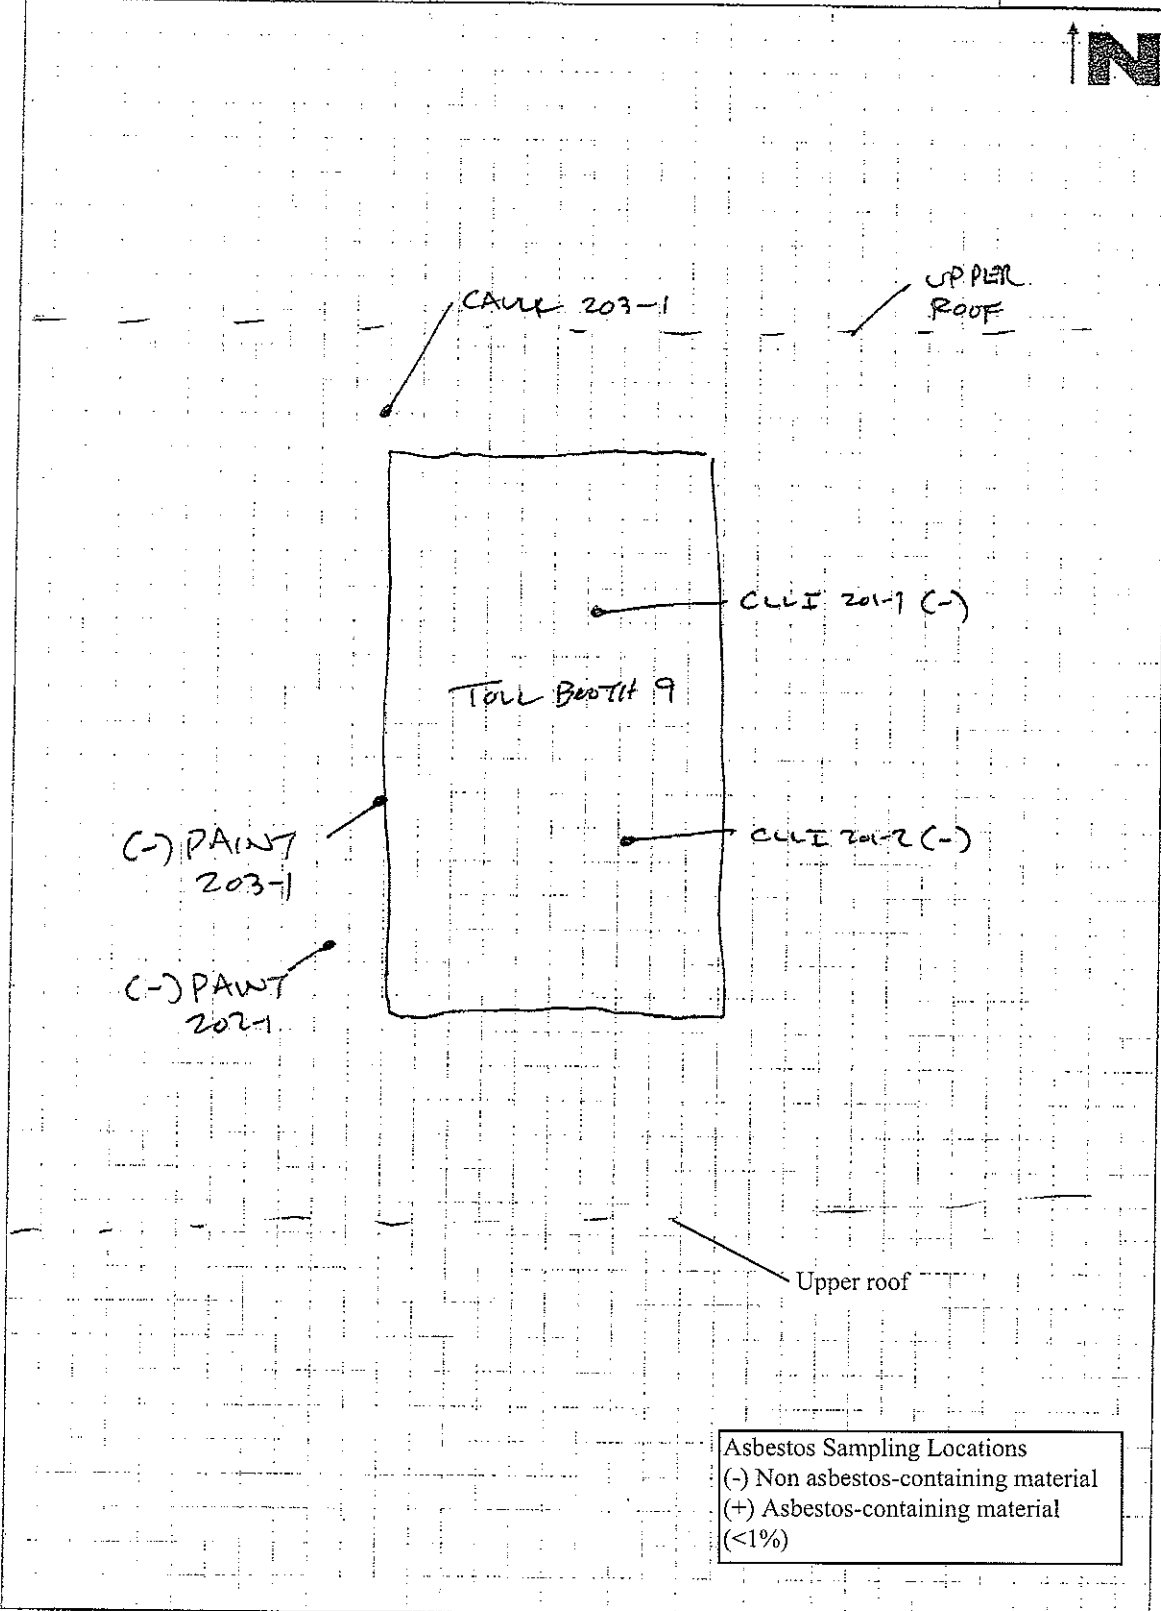 N
UPPER
ROOF
CAULK 203-1
CLLI 201-1 (-)
TOLL BOOTH 9
(-) PAINT
203-1
CLLI 201-2 (-)
(-) PAINT
202-1
Upper roof
Asbestos Sampling Locations
(-) Non asbestos-containing material
(+) Asbestos-containing material
(<1%)